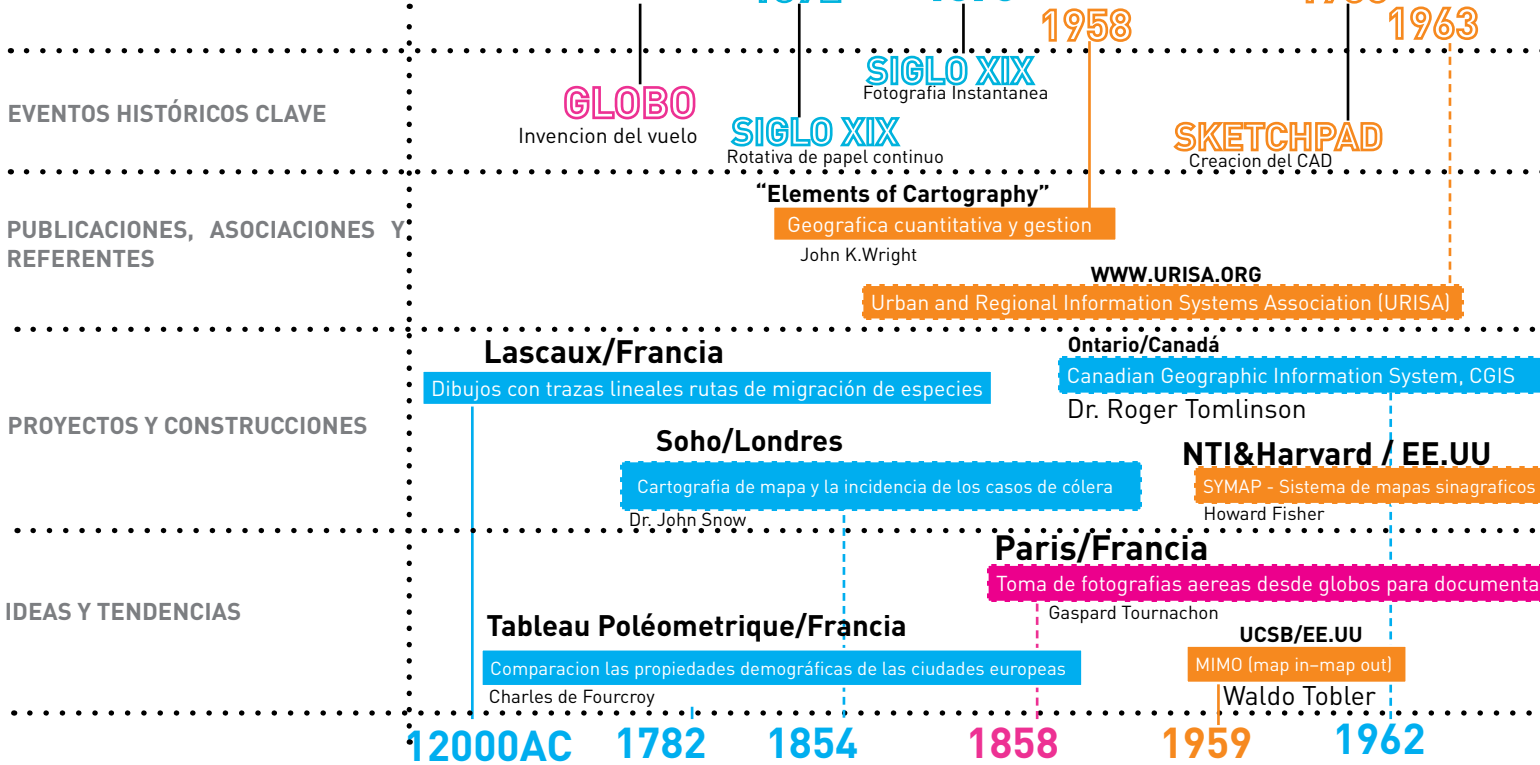 1958
1963
EVENTOS HISTÓRICOS CLAVE
GLOBO
Invencion del vuelo
SIGLO XIX
Rotativa de papel continuo
SIGLO XIX
Fotografia Instantanea
SKETCHPAD
Creacion del CAD
PUBLICACIONES, ASOCIACIONES Y
REFERENTES
“Elements of Cartography”
Geografica cuantitativa y gestion
John K.Wright
WWW.URISA.ORG
Urban and Regional Information Systems Association (URISA)
PROYECTOS Y CONSTRUCCIONES
Lascaux/Francia
Dibujos con trazas lineales rutas de migración de especies
Ontario/Canadá
Canadian Geographic Information System, CGIS
Dr. Roger Tomlinson
Soho/Londres
Cartografia de mapa y la incidencia de los casos de cólera
Dr. John Snow
NTI&Harvard / EE.UU
SYMAP - Sistema de mapas sinagraficos
Howard Fisher
IDEAS Y TENDENCIAS
Paris/Francia
Toma de fotografias aereas desde globos para documenta
Gaspard Tournachon
Tableau Poléometrique/Francia
Comparacion las propiedades demográficas de las ciudades europeas
Charles de Fourcroy
UCSB/EE.UU
MIMO (map in–map out)
Waldo Tobler
12000AC
1782
1854
1858
1959
1962